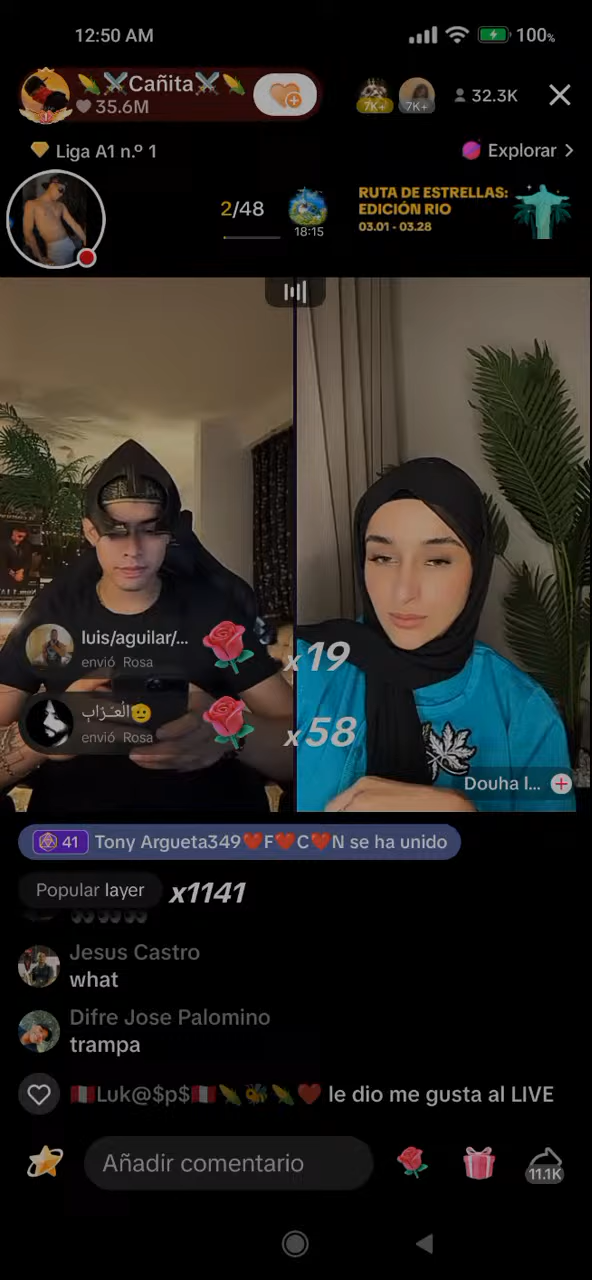 12:50 AM
100%
🌽⚔️Cañita⚔️🌽
35.6M
7K+
7K+
32.3K
Liga A1 n.º 1
Explorar
2/48
18:15
RUTA DE ESTRELLAS:
EDICIÓN RIO
03.01 - 03.28
luis/aguilar/...
envió Rosa
x19
envió Rosa
x58
Douha l...
41 Tony Argueta349❤️F❤️C❤️N se ha unido
Popular layer x1141
Jesus Castro
what
Difre Jose Palomino
trampa
🇵🇪Luk@$p$🇵🇪🌽🐝🌽❤️ le dio me gusta al LIVE
Añadir comentario
11.1K